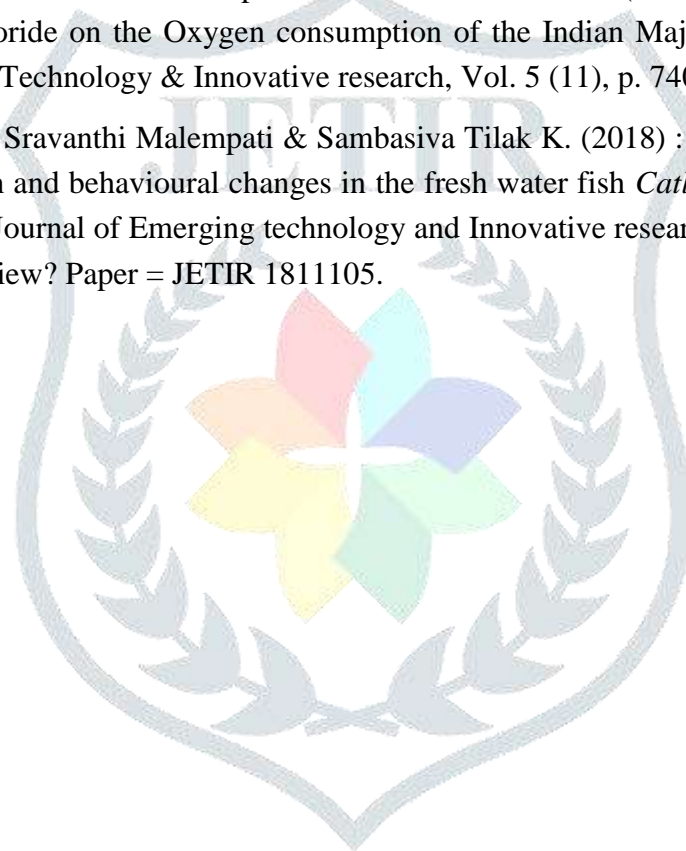 oride on the Oxygen consumption of the Indian Maj
Technology & Innovative research, Vol. 5 (11), p. 740
Sravanthi Malempati & Sambasiva Tilak K. (2018) :
and behavioural changes in the fresh water fish Catl
Journal of Emerging technology and Innovative resear
iew? Paper = JETIR 1811105.
JETIR